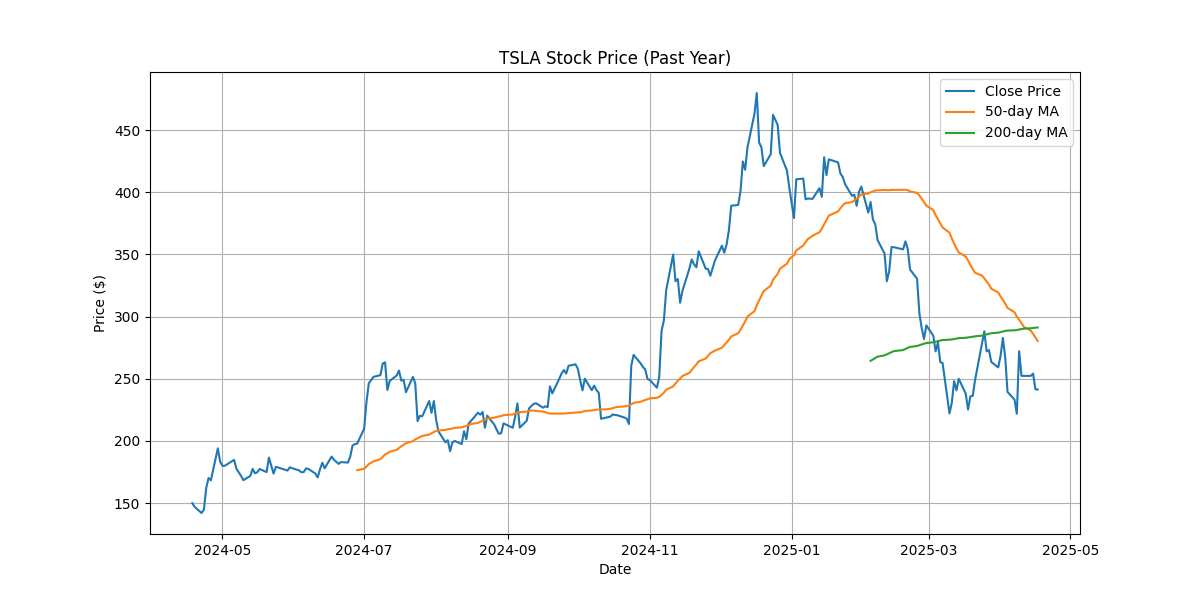 TSLA Stock Price (Past Year)
Close Price
50-day MA
200-day MA
450
400
350
300
250
200
150
Price ($)
2024-05 2024-07 2024-09 2024-11 2025-01 2025-03 2025-05
Date